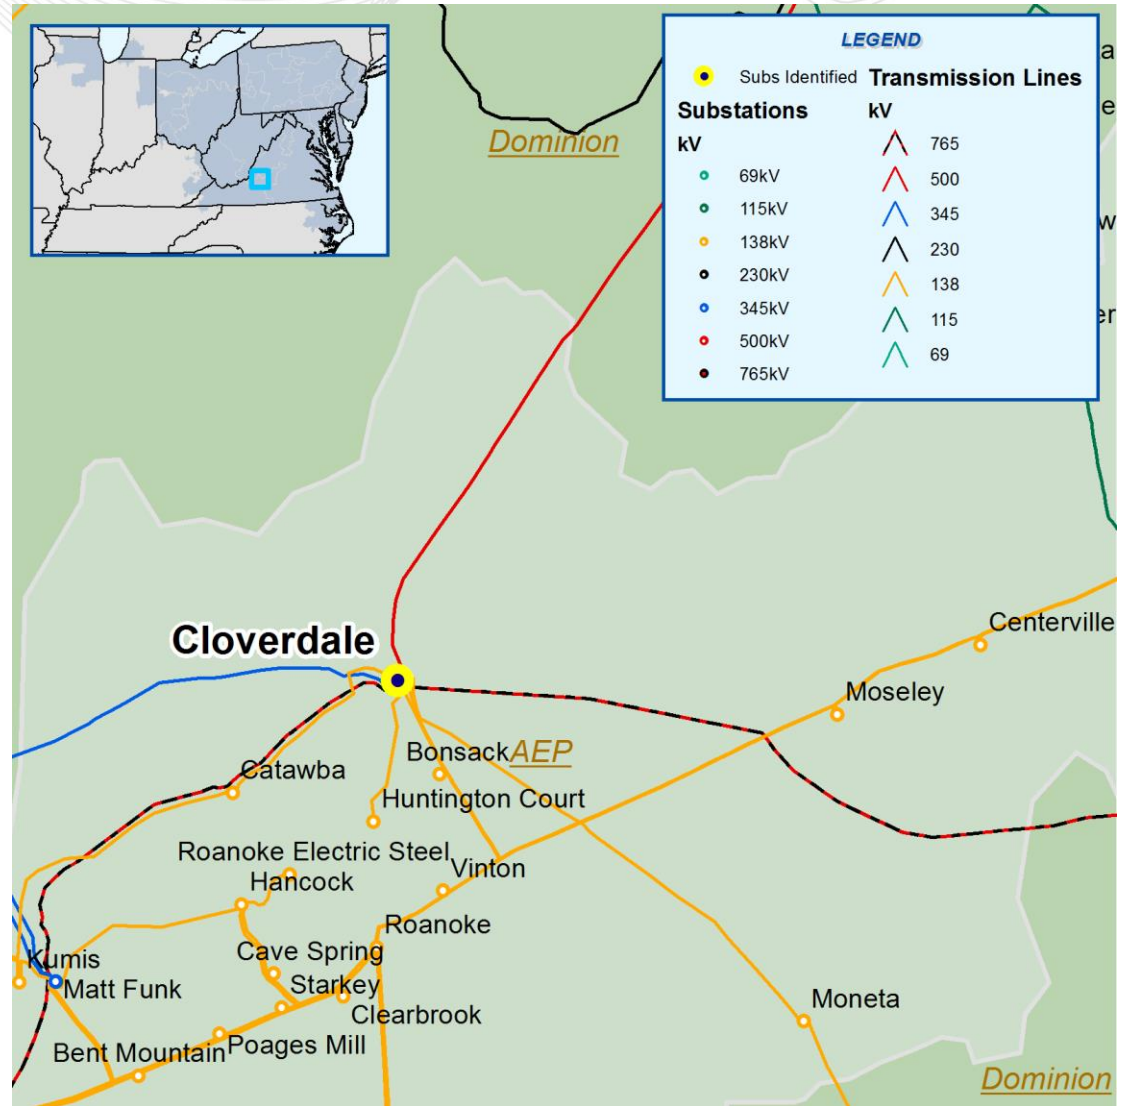 LEGEND
Subs Identified
Transmission Lines
Substations
kV
kV
765
69kV
500
115kV
345
138kV
230
230kV
138
345kV
115
500kV
69
765kV
Dominion
Cloverdale
Centerville
Moseley
Bonsack
AEP
Catawba
Huntington Court
Roanoke Electric Steel
Vinton
Hancock
Roanoke
Cave Spring
Kumis
Matt Funk
Starkey
Moneta
Clearbrook
Poages Mill
Bent Mountain
Dominion